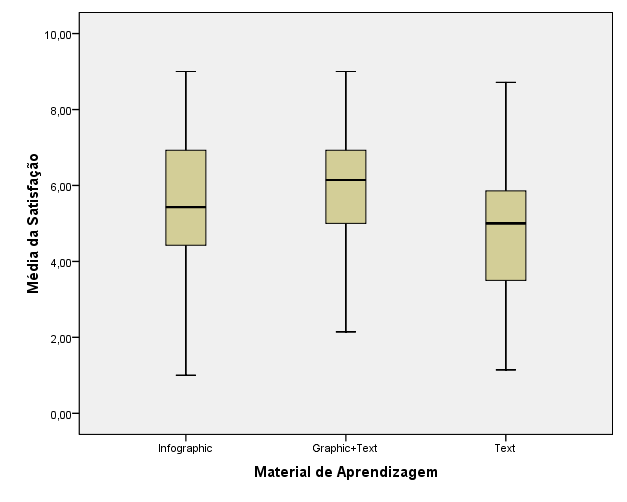 10,00
8,00
6,00
4,00
2,00
0,00
Média da Satisfação
Infographic
Graphic+Text
Text
Material de Aprendizagem